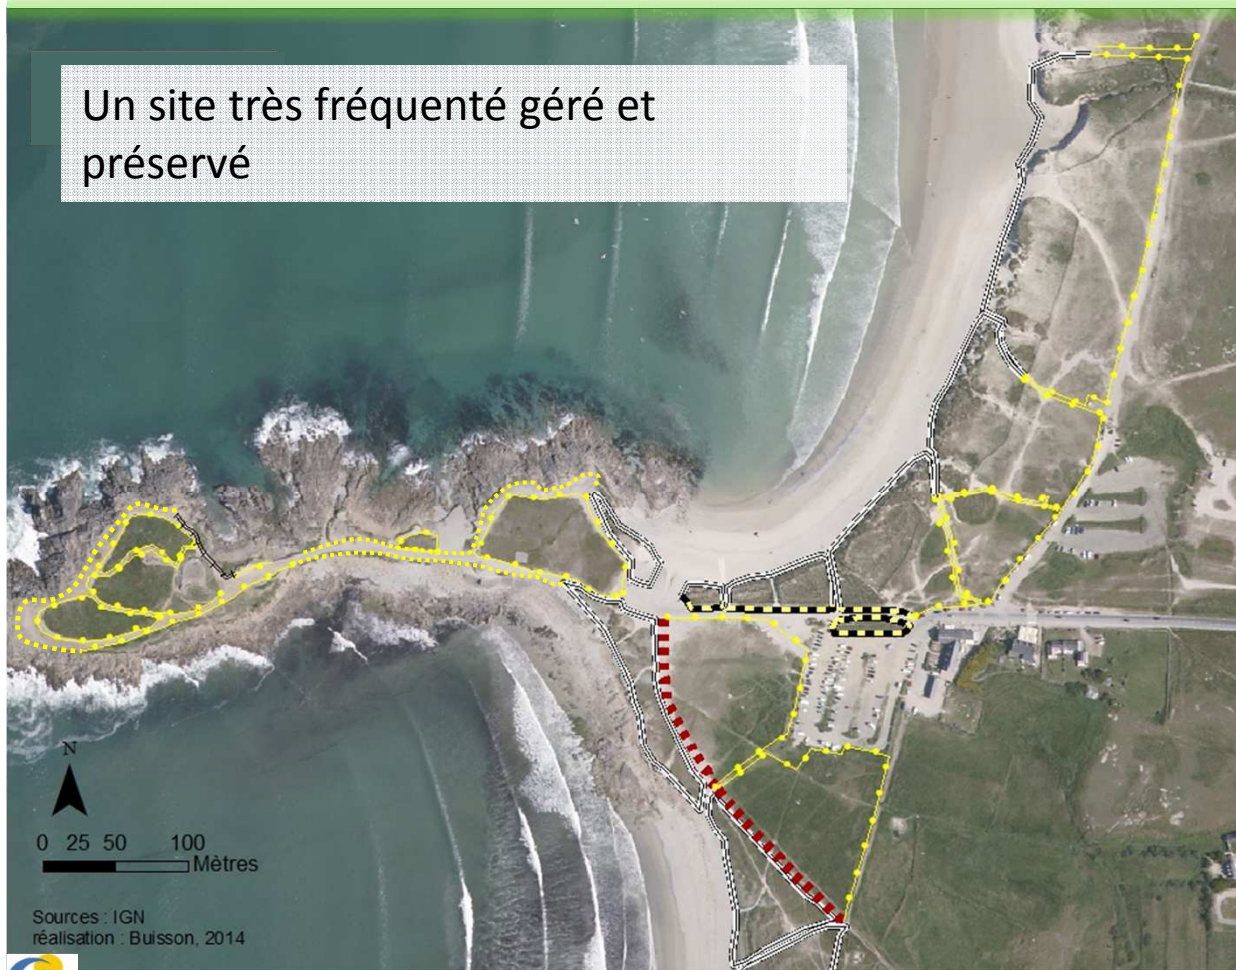 Un site très fréquenté géré et
préservé
N
0 25 50 100
Mètres
Sources : IGN
réalisation : Buisson, 2014